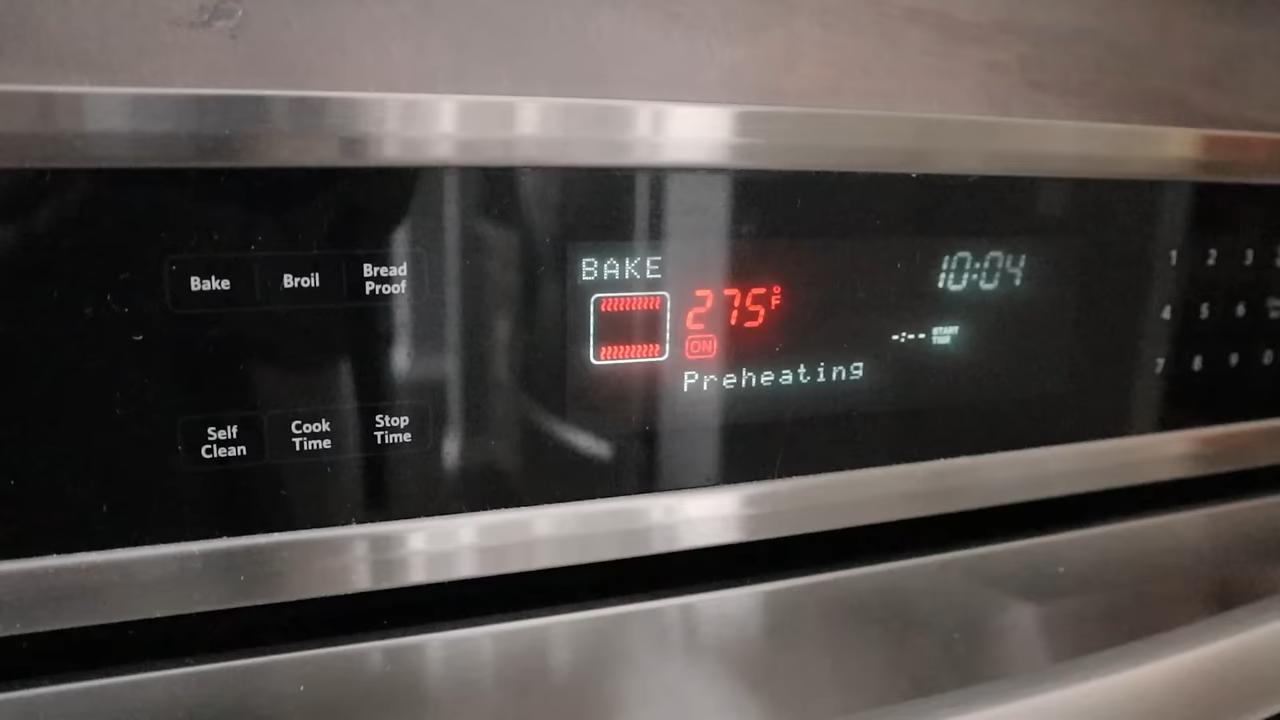 Bake Broil Bread Proof
Self Clean Cook Time Stop Time
BAKE
275°F
ON
Preheating
10:04
-:-- START TIME
1 2 3
4 5 6
7 8 9 0